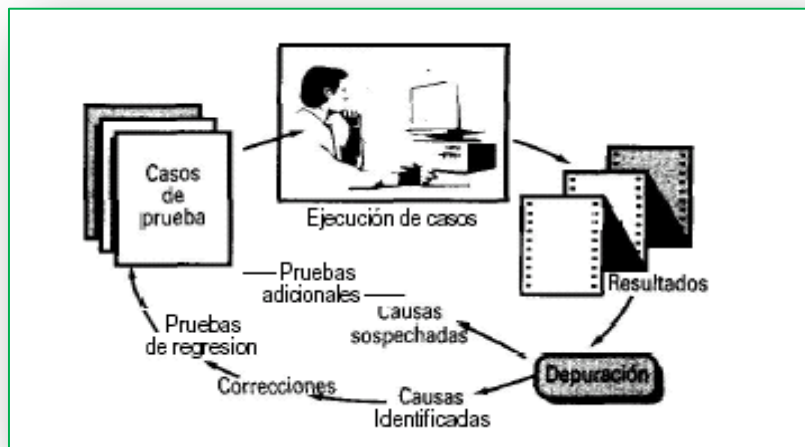 Casos
de
prueba
Ejecución de casos
Resultados
Pruebas
adicionales
Causas
sospechadas
Depuración
Pruebas
de regresion
Correcciones
Causas
Identificadas